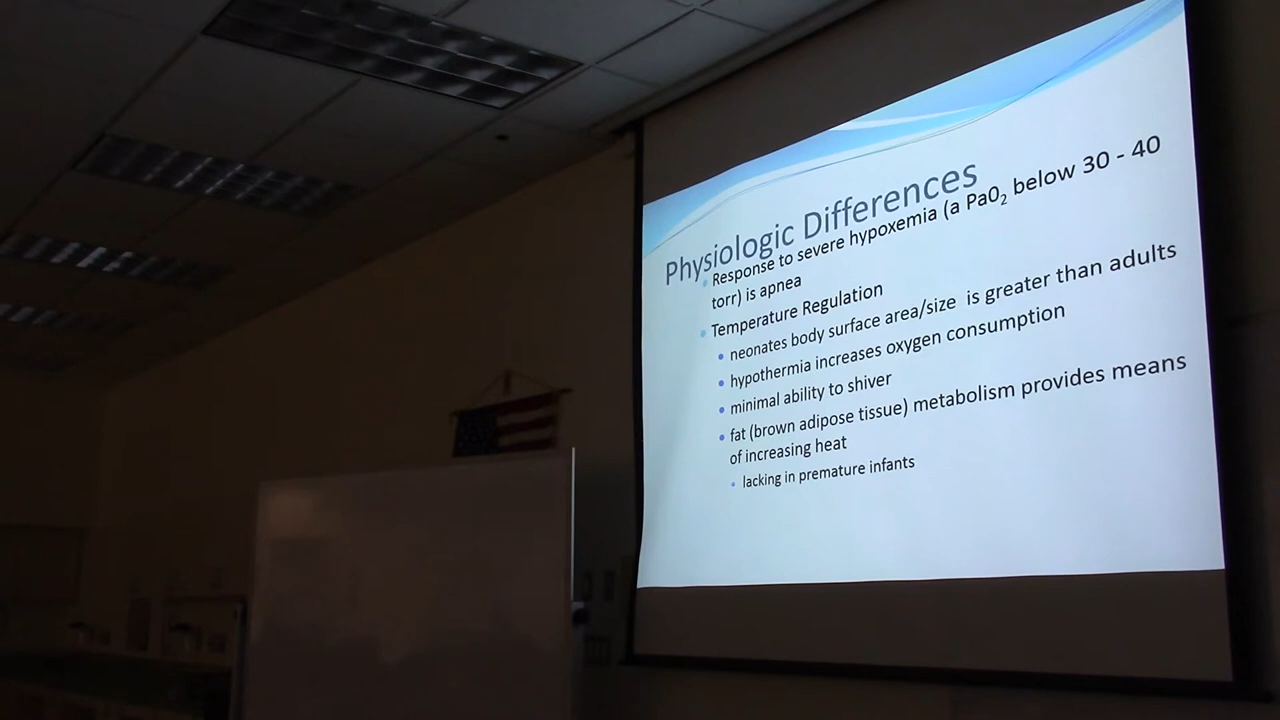 Physiologic Differences
Response to severe hypoxemia (a Pa0₂ below 30 - 40
torr) is apnea
Temperature Regulation
neonates body surface area/size is greater than adults
hypothermia increases oxygen consumption
minimal ability to shiver
fat (brown adipose tissue) metabolism provides means
of increasing heat
lacking in premature infants